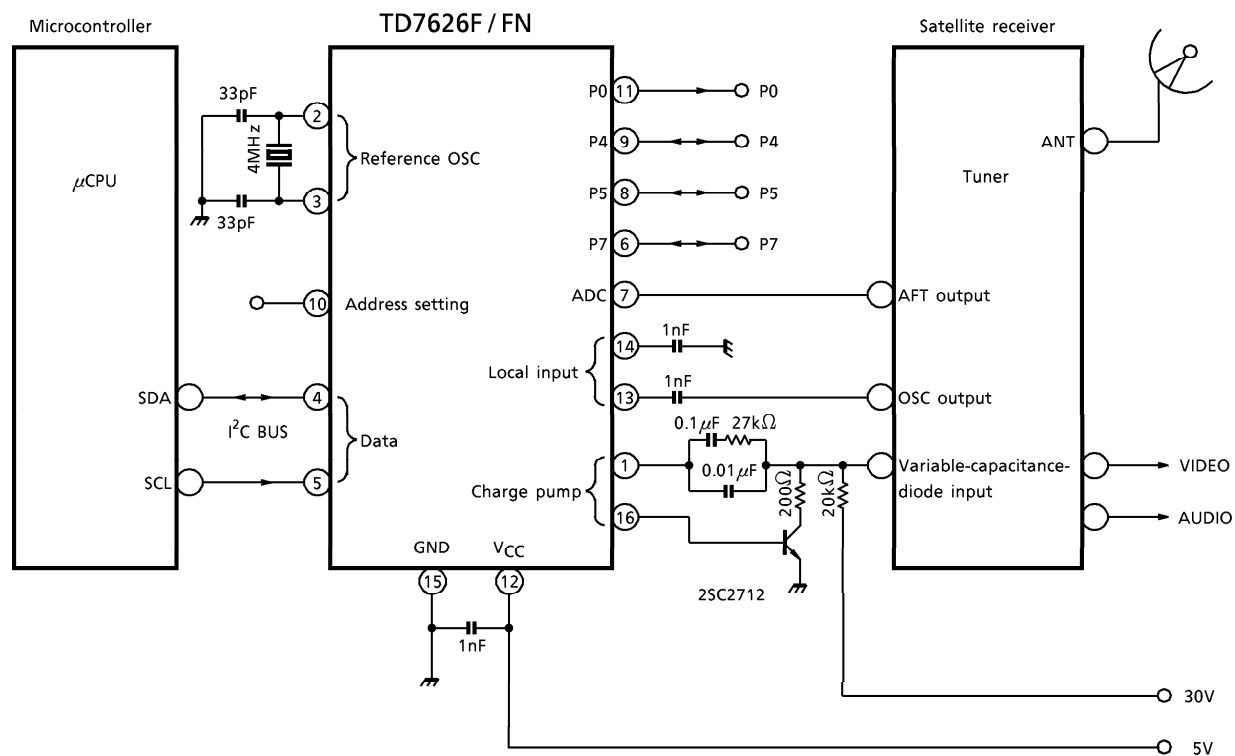 Microcontroller
TD7626F / FN
Satellite receiver
μCPU
33pF
4MHz
33pF
2
3
Reference OSC
10
Address setting
SDA
I²C BUS
SCL
4
5
Data
P0 11 P0
P4 9 P4
P5 8 P5
P7 6 P7
ADC 7
Local input
14
1nF
13
1nF
Charge pump
1
16
0.1μF 27kΩ
0.01μF
200Ω
20kΩ
2SC2712
GND
VCC
15
12
1nF
ANT
Tuner
AFT output
OSC output
Variable-capacitance-
diode input
VIDEO
AUDIO
30V
5V